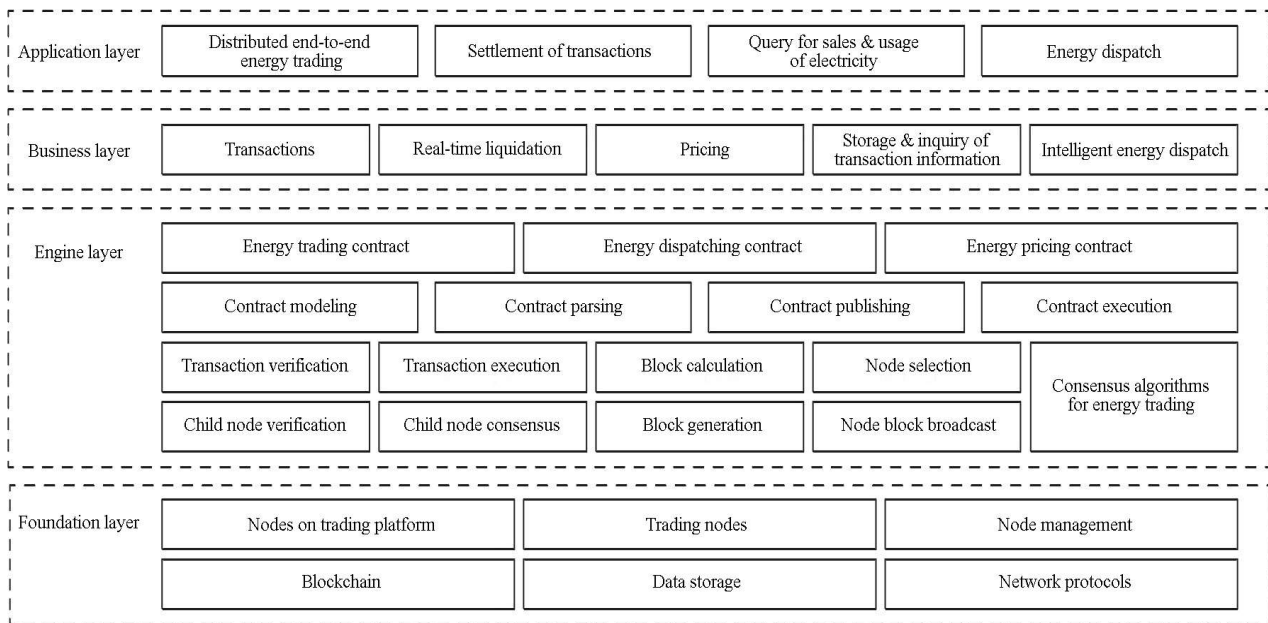 Application layer
Distributed end-to-end
energy trading
Settlement of transactions
Query for sales & usage
of electricity
Energy dispatch
Business layer
Transactions
Real-time liquidation
Pricing
Storage & inquiry of
transaction information
Intelligent energy dispatch
Engine layer
Energy trading contract
Energy dispatching contract
Energy pricing contract
Contract modeling
Contract parsing
Contract publishing
Contract execution
Transaction verification
Transaction execution
Block calculation
Node selection
Consensus algorithms
for energy trading
Child node verification
Child node consensus
Block generation
Node block broadcast
Foundation layer
Nodes on trading platform
Trading nodes
Node management
Blockchain
Data storage
Network protocols